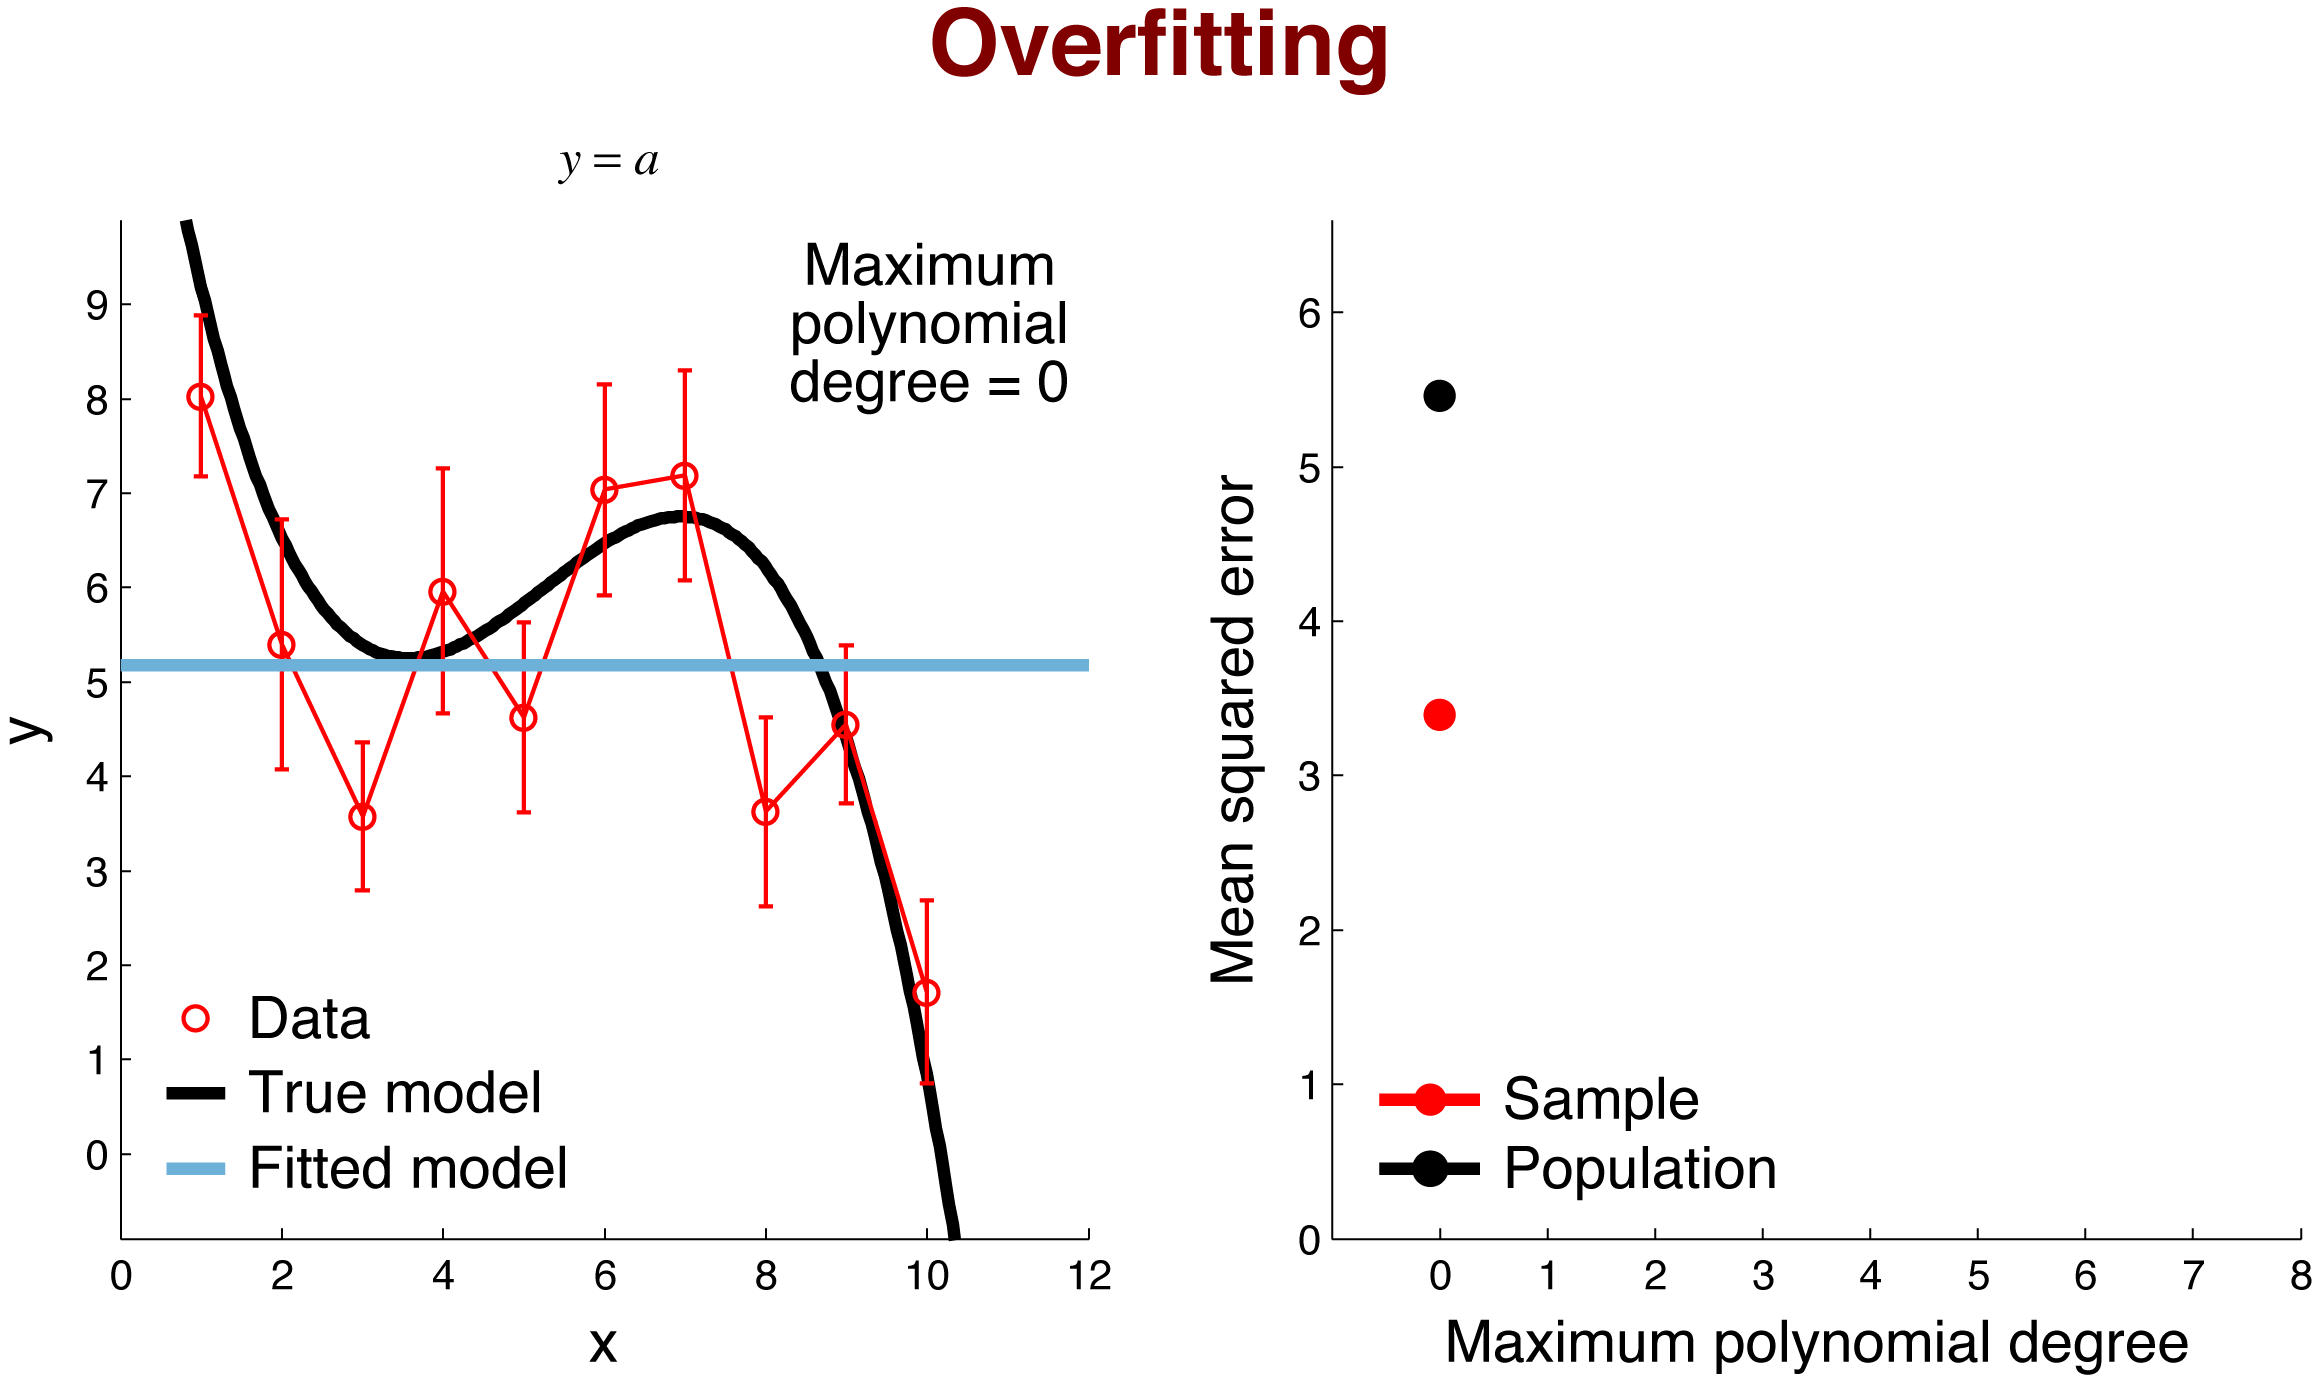 Overfitting
y = a
Maximum
polynomial
degree = 0
9
8
7
6
5
4
3
2
1
0
y
Data
True model
Fitted model
0 2 4 6 8 10 12
x
6
5
4
3
2
1
0
Mean squared error
Sample
Population
0 1 2 3 4 5 6 7 8
Maximum polynomial degree